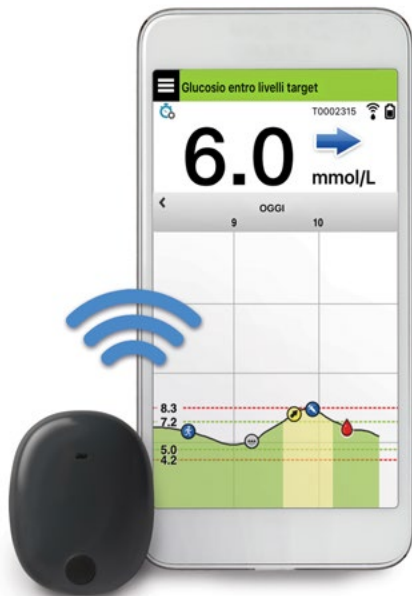 Glucosio entro livelli target
T0002315
6.0
mmol/L
OGGI
9 10
8.3
7.2
5.0
4.2